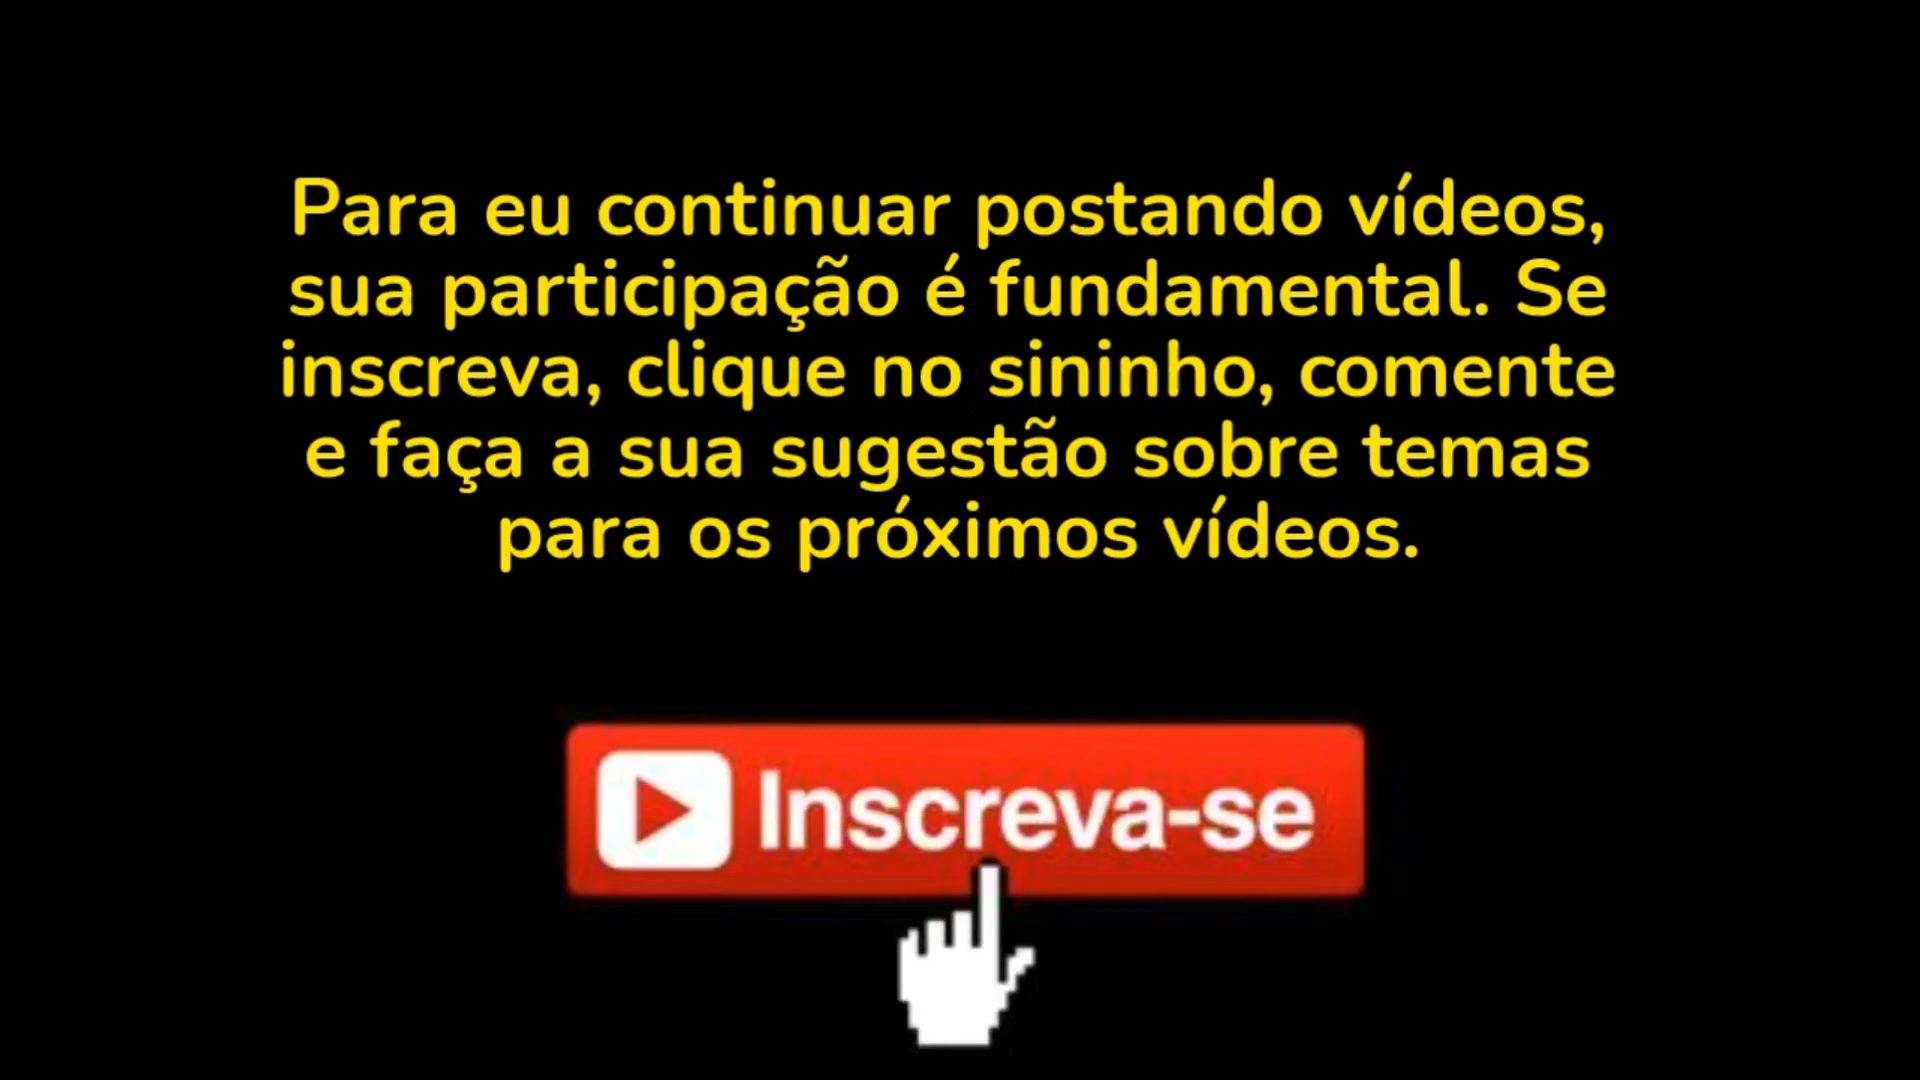 Para eu continuar postando vídeos,
sua participação é fundamental. Se
inscreva, clique no sininho, comente
e faça a sua sugestão sobre temas
para os próximos vídeos.
Inscreva-se